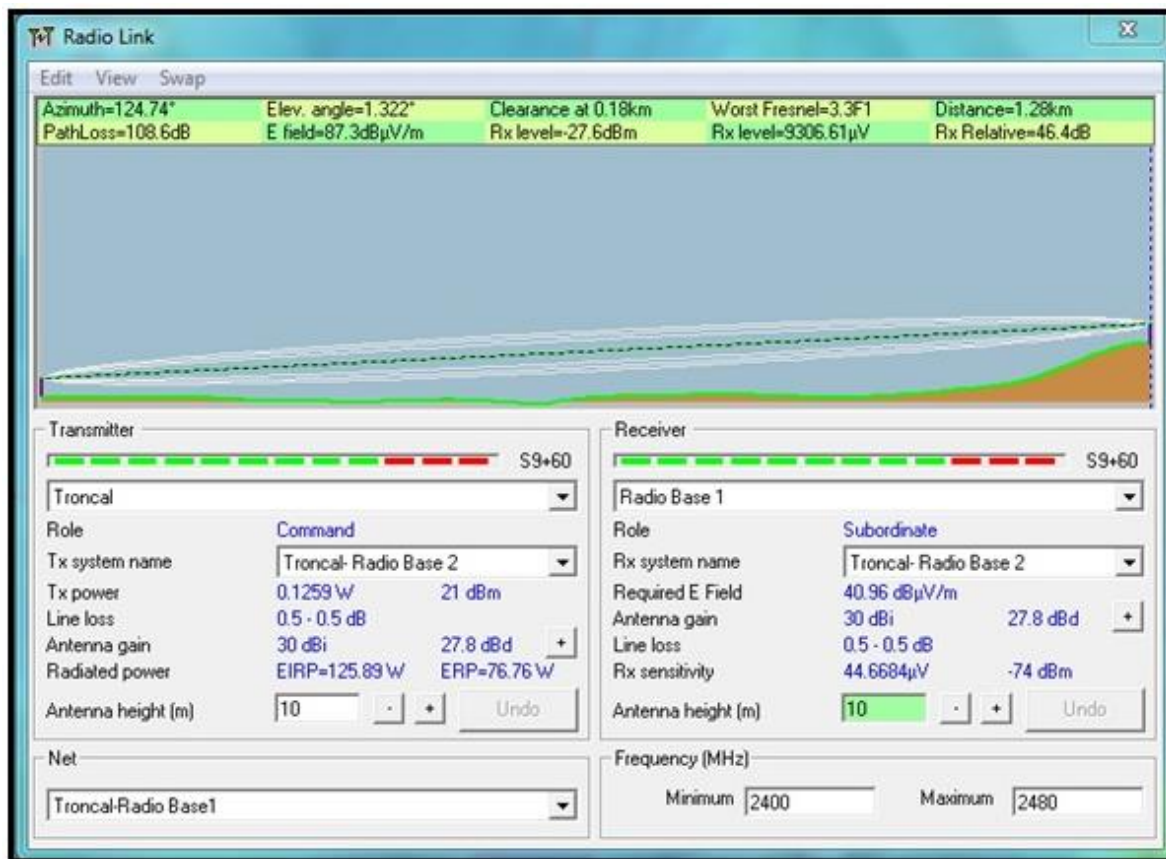 Radio Link
Edit View Swap
Azimuth=124.74° Elev. angle=1.322° Clearance at 0.18km Worst Fresnel=3.3F1 Distance=1.28km
PathLoss=108.6dB E field=87.3dBµV/m Rx level=-27.6dBm Rx level=9306.61µV Rx Relative=46.4dB
Transmitter
S9+60
Troncal
Role Command
Tx system name Troncal- Radio Base 2
Tx power 0.1259 W 21 dBm
Line loss 0.5 - 0.5 dB
Antenna gain 30 dBi 27.8 dBd +
Radiated power EIRP=125.89 W ERP=76.76 W
Antenna height (m) 10 - + Undo
Net
Troncal-Radio Base1
Receiver
S9+60
Radio Base 1
Role Subordinate
Rx system name Troncal- Radio Base 2
Required E Field 40.96 dBµV/m
Antenna gain 30 dBi 27.8 dBd +
Line loss 0.5 - 0.5 dB
Rx sensitivity 44.6684µV -74 dBm
Antenna height (m) 10 - + Undo
Frequency (MHz)
Minimum 2400 Maximum 2480